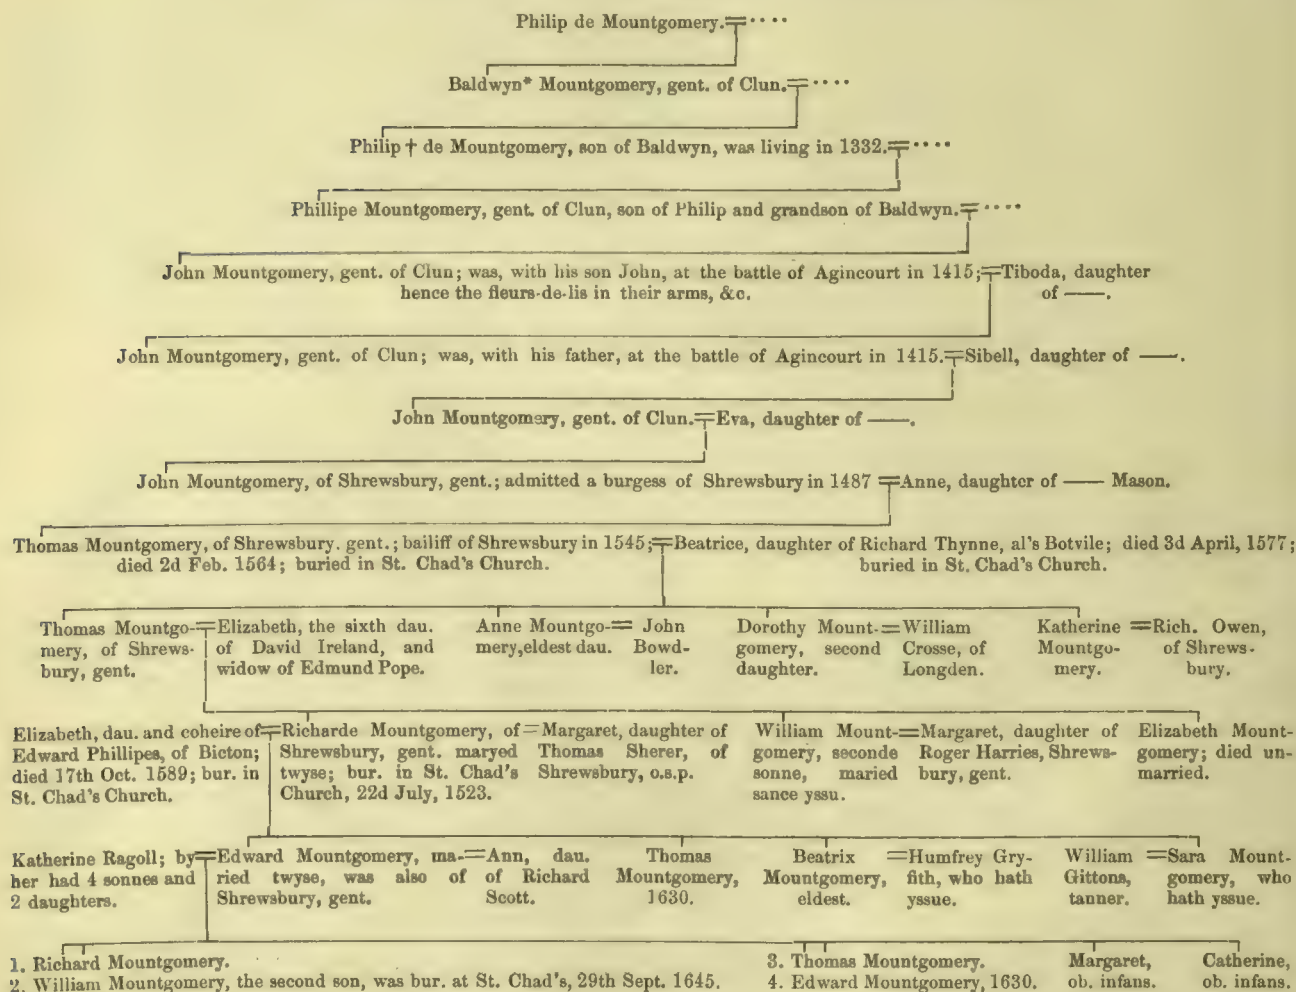 Philip de Mountgomery.=....
Baldwyn* Mountgomery, gent. of Clun.=....
Philip † de Mountgomery, son of Baldwyn, was living in 1332.=....
Phillipe Mountgomery, gent. of Clun, son of Philip and grandson of Baldwyn.=....
John Mountgomery, gent. of Clun; was, with his son John, at the battle of Agincourt in 1415;=Tiboda, daughter
hence the fleurs-de-lis in their arms, &c. of ——.
John Mountgomery, gent. of Clun; was, with his father, at the battle of Agincourt in 1415.=Sibell, daughter of ——.
John Mountgomery, gent. of Clun.=Eva, daughter of ——.
John Mountgomery, of Shrewsbury, gent.; admitted a burgess of Shrewsbury in 1487 =Anne, daughter of —— Mason.
Thomas Mountgomery, of Shrewsbury. gent.; bailiff of Shrewsbury in 1545;=Beatrice, daughter of Richard Thynne, al's Botvile; died 3d April, 1577;
died 2d Feb. 1564; buried in St. Chad's Church. buried in St. Chad's Church.
Thomas Mountgo-
mery, of Shrews-
bury, gent.
=Elizabeth, the sixth dau.
of David Ireland, and
widow of Edmund Pope.
Anne Mountgo-
mery,eldest dau.
= John
Bowd-
ler.
Dorothy Mount-
gomery, second
daughter.
=William
Crosse, of
Longden.
Katherine
Mountgo-
mery.
=Rich. Owen,
of Shrews-
bury.
Elizabeth, dau. and coheire of
Edward Phillipes, of Bicton;
died 17th Oct. 1589; bur. in
St. Chad's Church.
=Richarde Mountgomery, of
Shrewsbury, gent. maryed
twyse; bur. in St. Chad's
Church, 22d July, 1523.
=Margaret, daughter of
Thomas Sherer, of
Shrewsbury, o.s.p.
William Mount-
gomery, seconde
sonne, maried
sance yssu.
=Margaret, daughter of
Roger Harries, Shrews-
bury, gent.
Elizabeth Mount-
gomery; died un-
married.
Katherine Ragoll; by
her had 4 sonnes and
2 daughters.
=Edward Mountgomery, ma-
ried twyse, was also of
Shrewsbury, gent.
=Ann, dau.
of Richard
Scott.
Thomas
Mountgomery,
1630.
Beatrix
Mountgomery,
eldest.
=Humfrey Gry-
fith, who hath
yssue.
William
Gittons,
tanner.
=Sara Mount-
gomery, who
hath yssue.
1. Richard Mountgomery.
2. William Mountgomery, the second son, was bur. at St. Chad's, 29th Sept. 1645.
3. Thomas Mountgomery.
4. Edward Mountgomery, 1630.
Margaret,
ob. infans.
Catherine,
ob. infans.